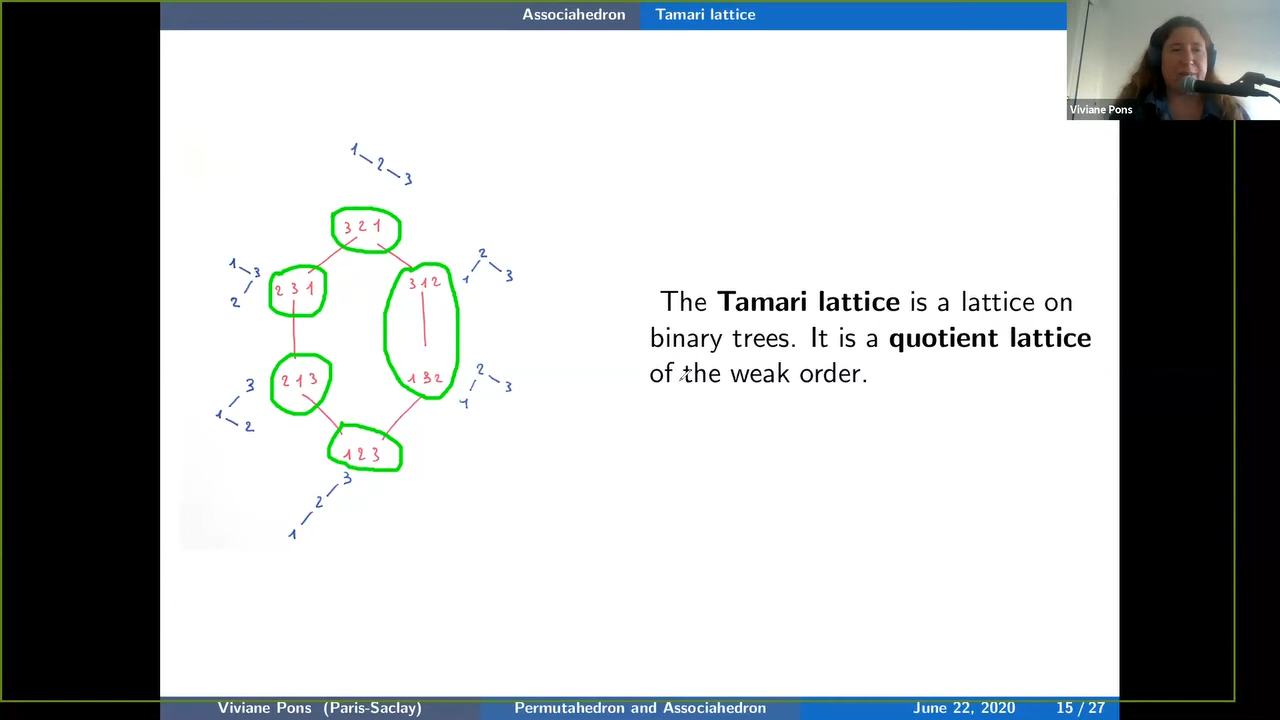 Associahedron Tamari lattice
Viviane Pons
1 2 3
3 2 1
1 3 2
2 3 1
2 1 3
3 1 2
The Tamari lattice is a lattice on
binary trees. It is a quotient lattice
of the weak order.
3 1 2
2 1 3
1 3 2
2 1 3
1 2 3
3 2 1
Viviane Pons (Paris-Saclay) Permutahedron and Associahedron June 22, 2020 15 / 27